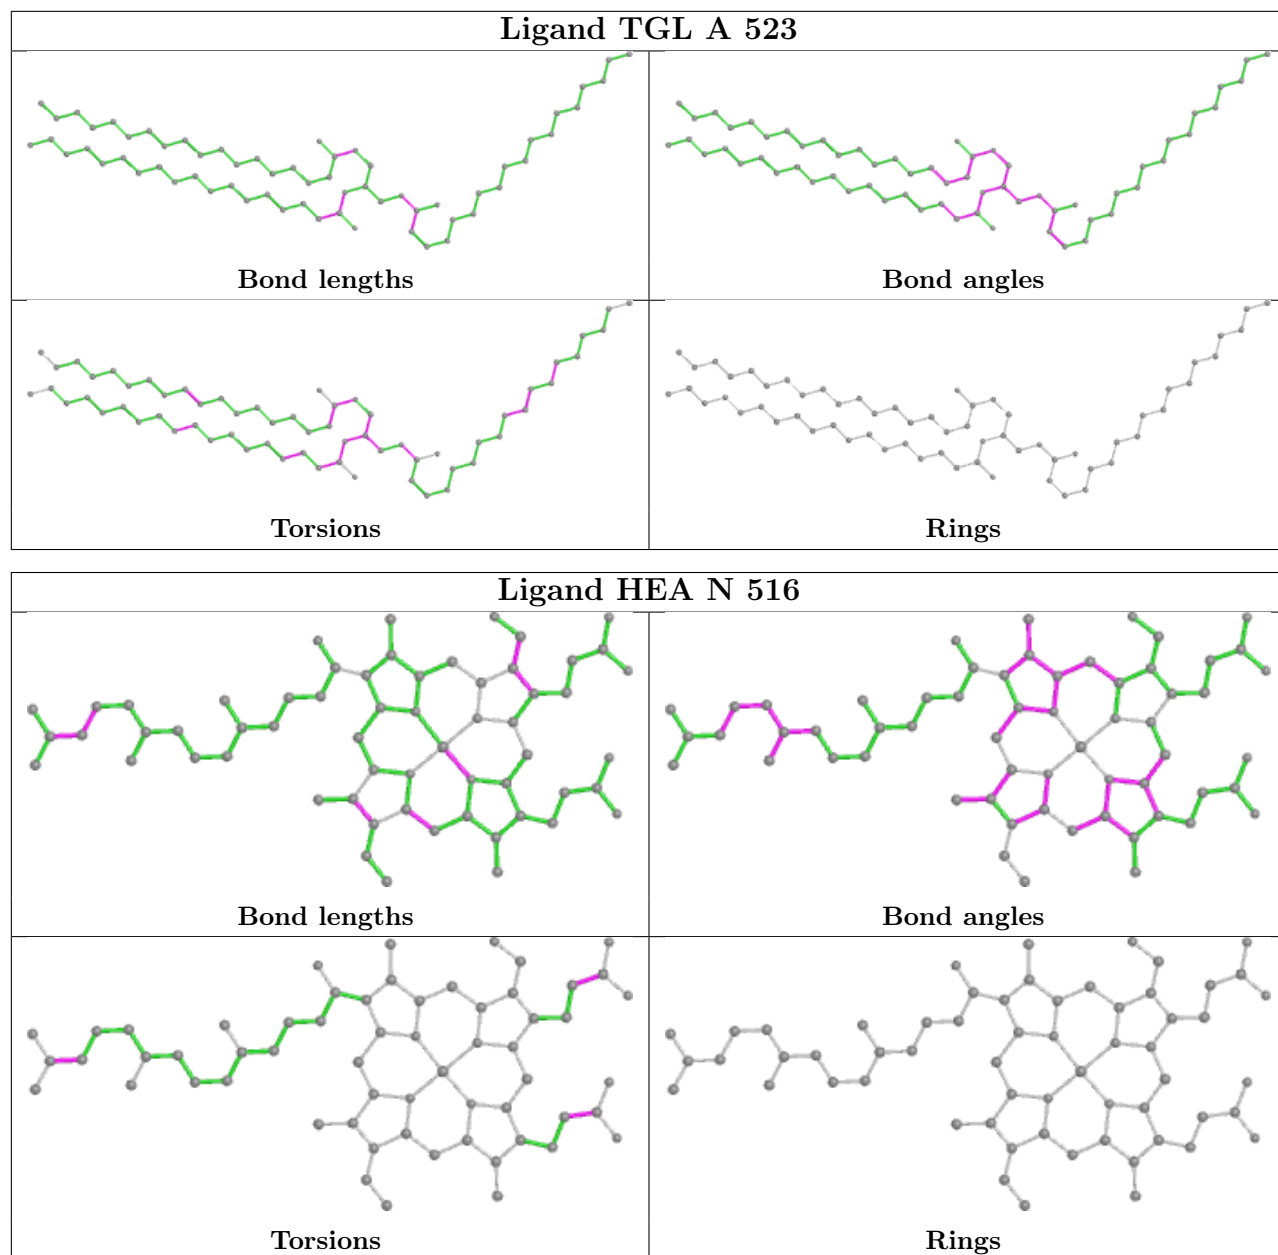 Ligand TGL A 523
Bond lengths
Bond angles
Torsions
Rings
Ligand HEA N 516
Bond lengths
Bond angles
Torsions
Rings